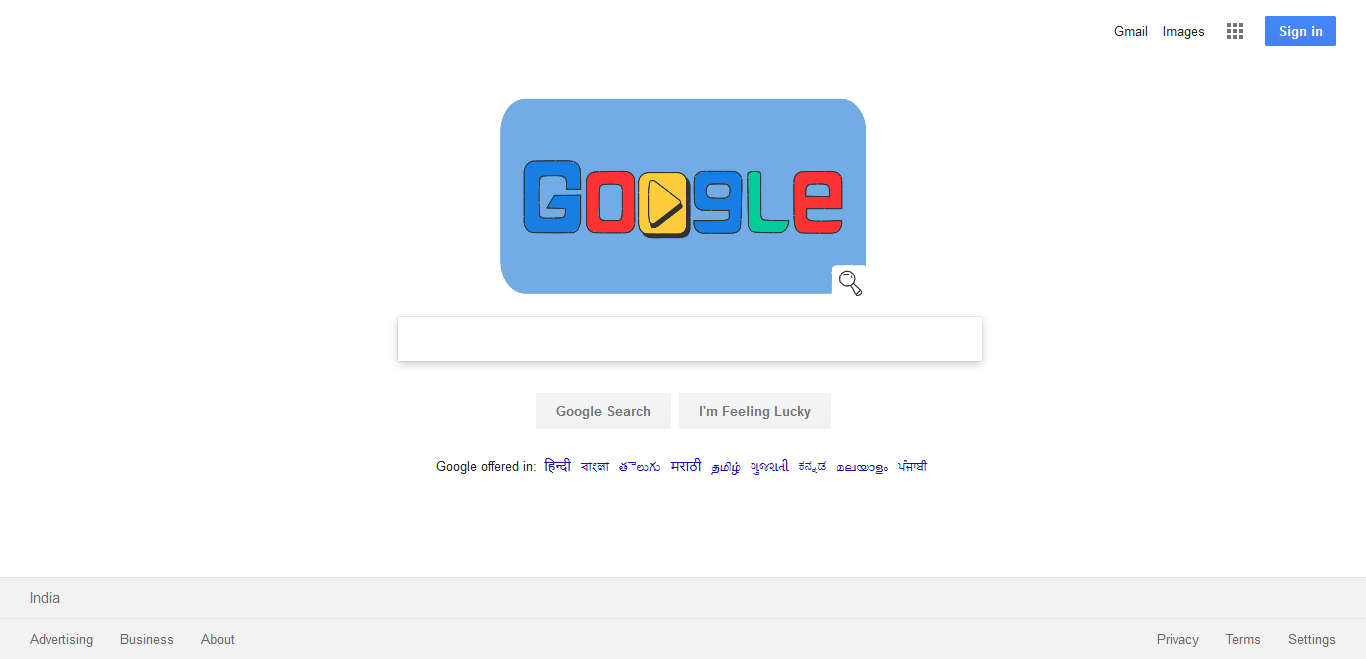 Gmail Images Sign in
Google
Google Search I'm Feeling Lucky
Google offered in: हिन्दी বাংলা తెలుగు मराठी தமிழ் ગુજરાતી ಕನ್ನಡ മലയാളം ਪੰਜਾਬੀ
India
Advertising Business About Privacy Terms Settings